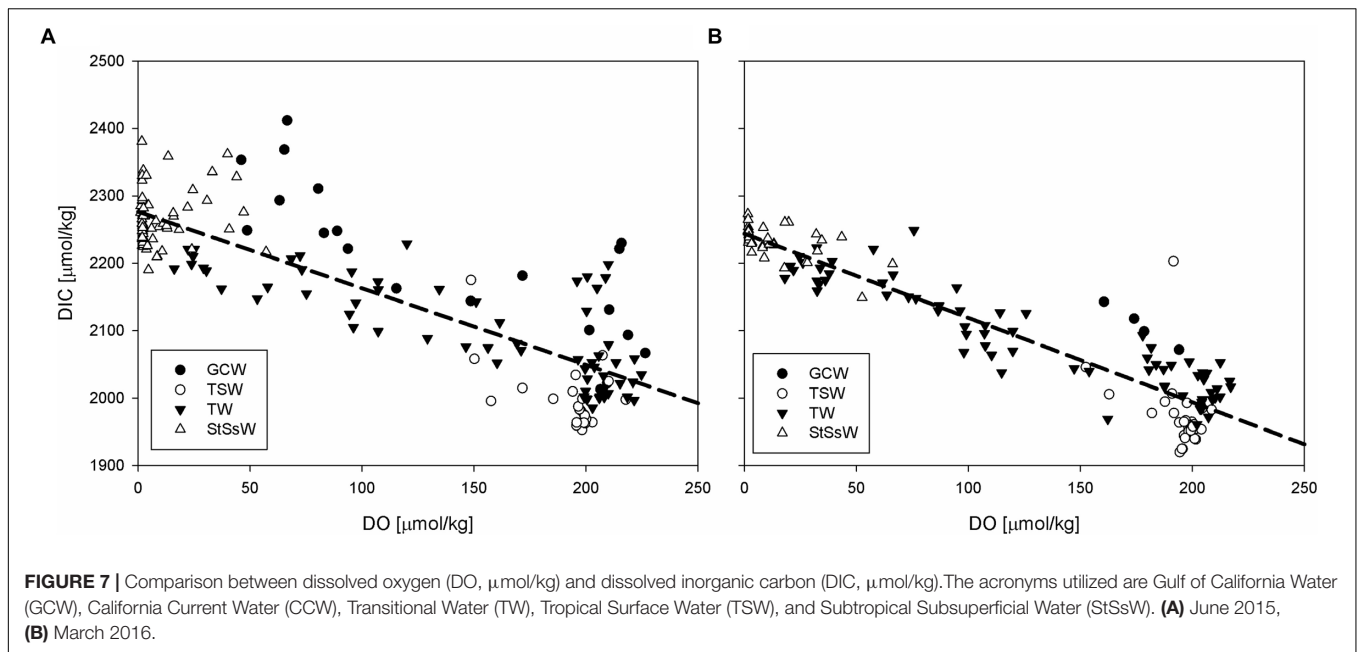 A
B
2500
2400
2300
2200
2100
2000
1900
DIC [μmol/kg]
GCW
TSW
TW
StSsW
GCW
TSW
TW
StSsW
0 50 100 150 200 250
0 50 100 150 200 250
DO [μmol/kg]
DO [μmol/kg]
FIGURE 7 | Comparison between dissolved oxygen (DO, μmol/kg) and dissolved inorganic carbon (DIC, μmol/kg).The acronyms utilized are Gulf of California Water
(GCW), California Current Water (CCW), Transitional Water (TW), Tropical Surface Water (TSW), and Subtropical Subsuperficial Water (StSsW). (A) June 2015,
(B) March 2016.